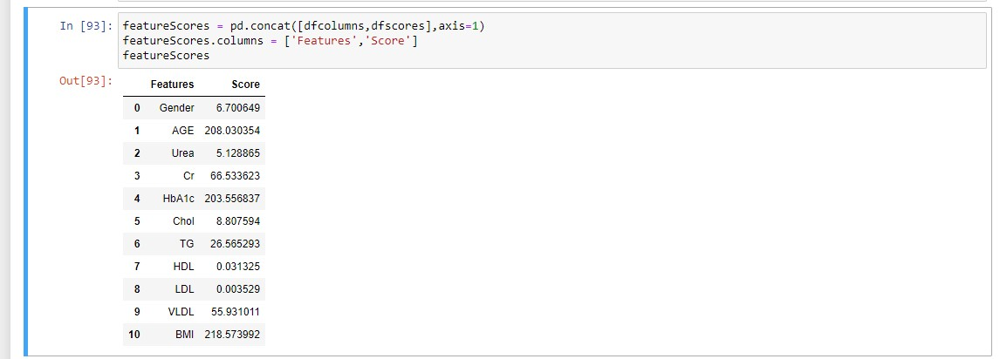 In [93]: featureScores = pd.concat([dfcolumns,dfscores],axis=1)
featureScores.columns = ['Features','Score']
featureScores
Out[93]:
Features Score
0 Gender 6.700649
1 AGE 208.030354
2 Urea 5.128865
3 Cr 66.533623
4 HbA1c 203.556837
5 Chol 8.807594
6 TG 26.565293
7 HDL 0.031325
8 LDL 0.003529
9 VLDL 55.931011
10 BMI 218.573992